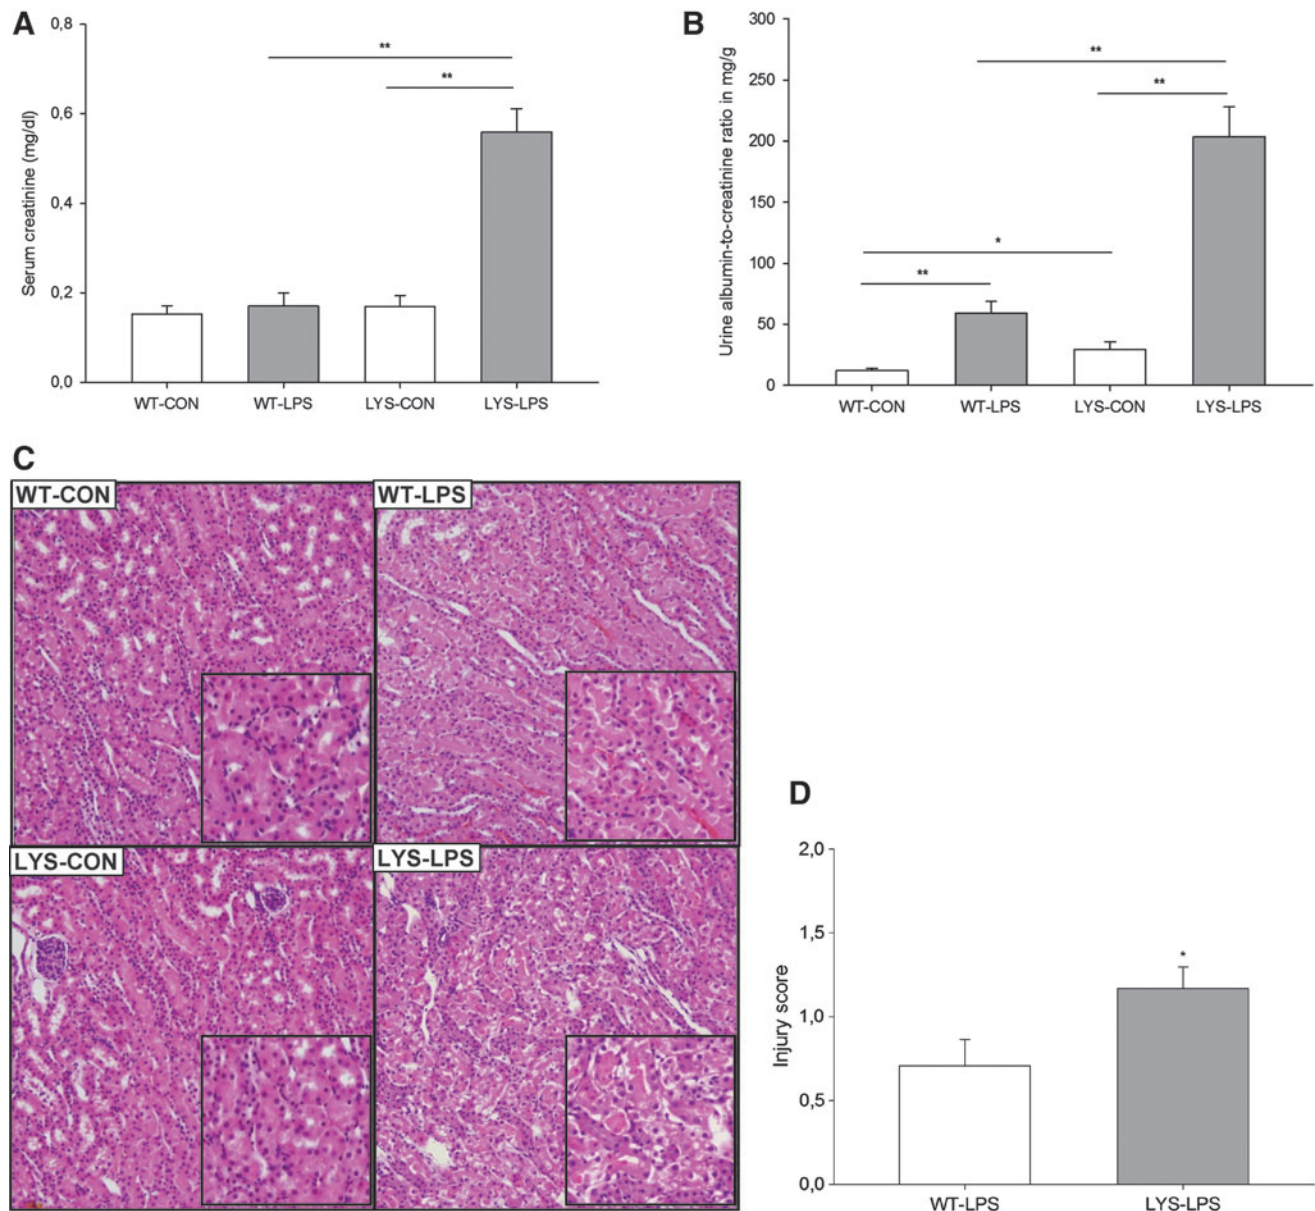 A
Serum creatinine (mg/dl)
0,8
0,6
0,4
0,2
0,0
**
**
WT-CON WT-LPS LYS-CON LYS-LPS
B
Urine albumin-to-creatinine ratio in mg/g
300
250
200
150
100
50
0
**
**
*
**
WT-CON WT-LPS LYS-CON LYS-LPS
C
WT-CON WT-LPS
LYS-CON LYS-LPS
D
Injury score
2,0
1,5
1,0
0,5
0,0
*
WT-LPS LYS-LPS